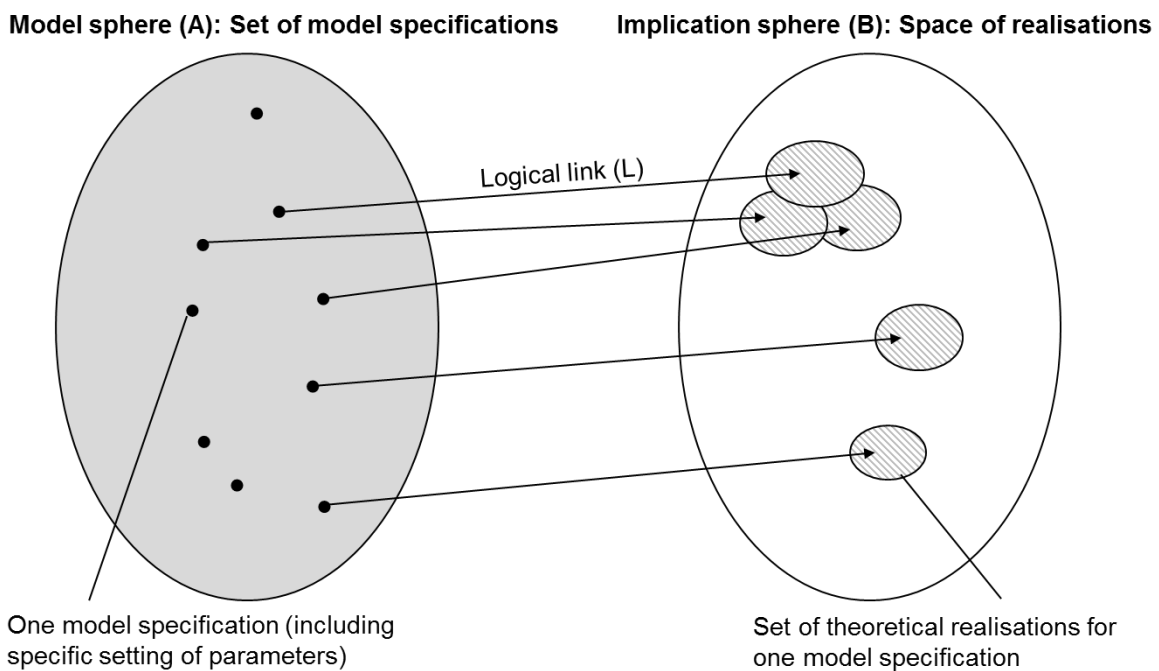 Model sphere (A): Set of model specifications
Implication sphere (B): Space of realisations
Logical link (L)
One model specification (including
specific setting of parameters)
Set of theoretical realisations for
one model specification